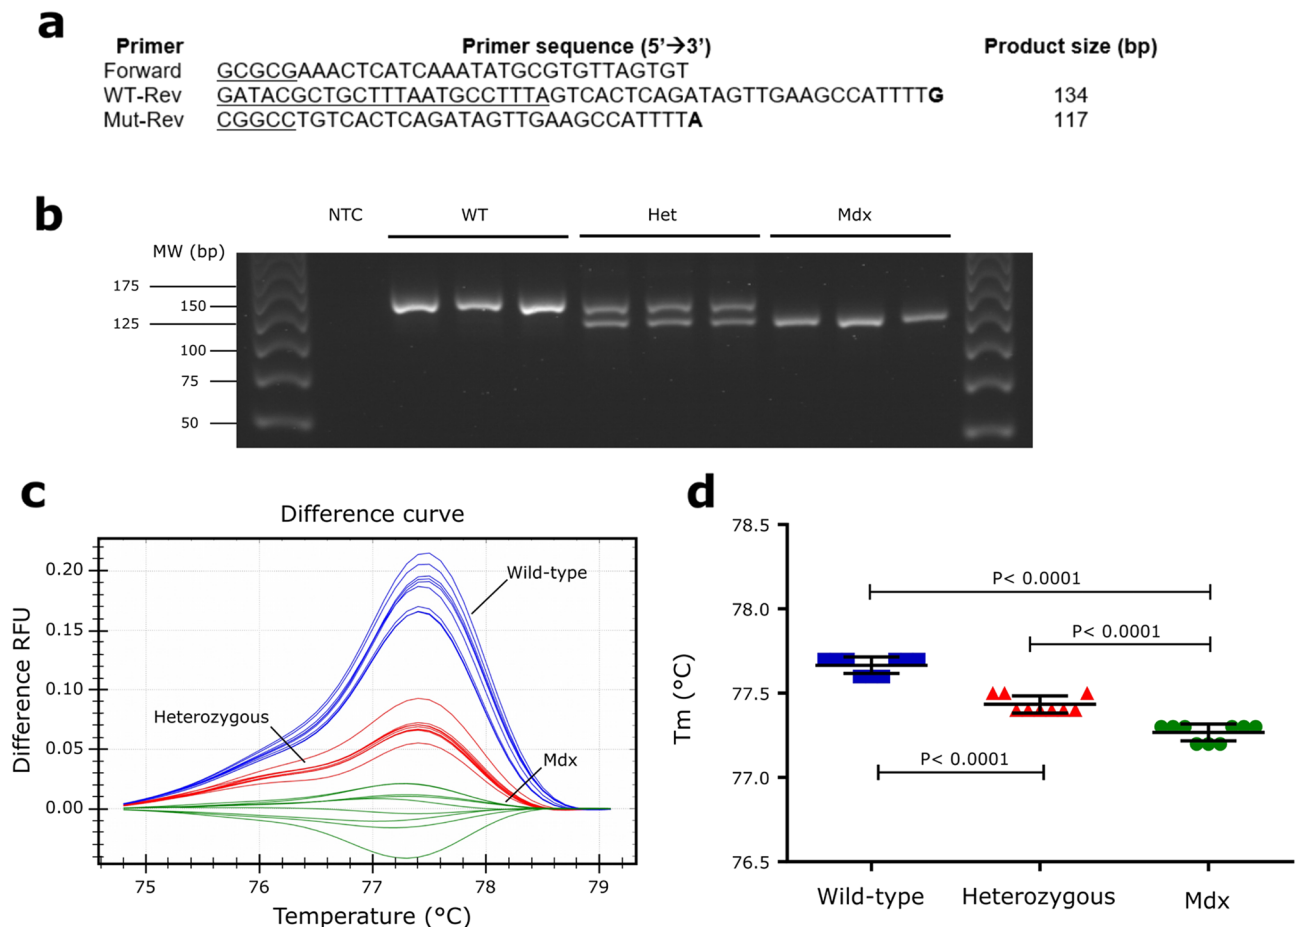 a
Primer Primer sequence (5'→3') Product size (bp)
Forward GCGCGAAACTCATCAAATATGCGTGTTAGTGT
WT-Rev GATACGCTGCTTTAATGCCTTTAGTCACTCAGATAGTTGAAGCCATTTTG 134
Mut-Rev CGGCCTGTCACTCAGATAGTTGAAGCCATTTTA 117
b
NTC WT Het Mdx
MW (bp)
175
150
125
100
75
50
c
Difference curve
Difference RFU
0.20
0.15
0.10
0.05
0.00
Wild-type
Heterozygous
Mdx
75 76 77 78 79
Temperature (°C)
d
Tm (°C)
78.5
78.0
77.5
77.0
76.5
P< 0.0001
P< 0.0001
P< 0.0001
Wild-type Heterozygous Mdx